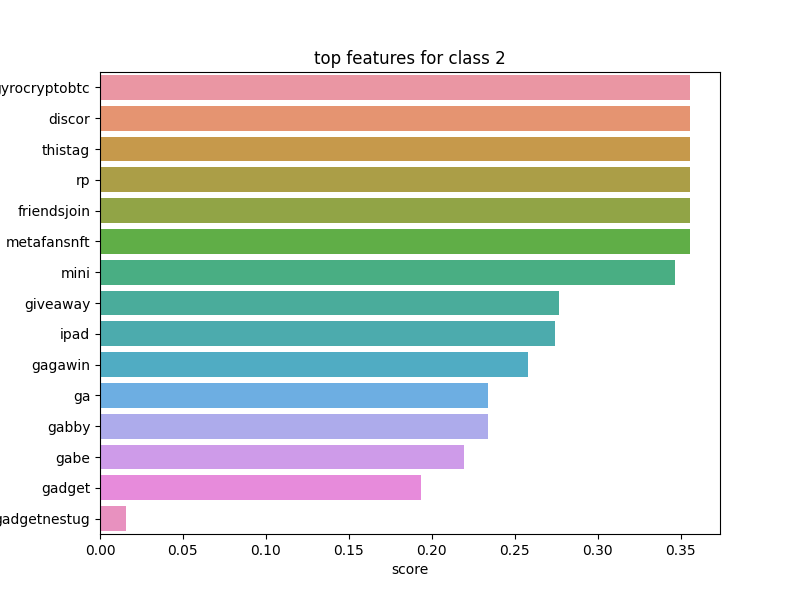 top features for class 2
yrocryptobtc
discor
thistag
rp
friendsjoin
metafansnft
mini
giveaway
ipad
gagawin
ga
gabby
gabe
gadget
gadgetnestug
0.00 0.05 0.10 0.15 0.20 0.25 0.30 0.35
score